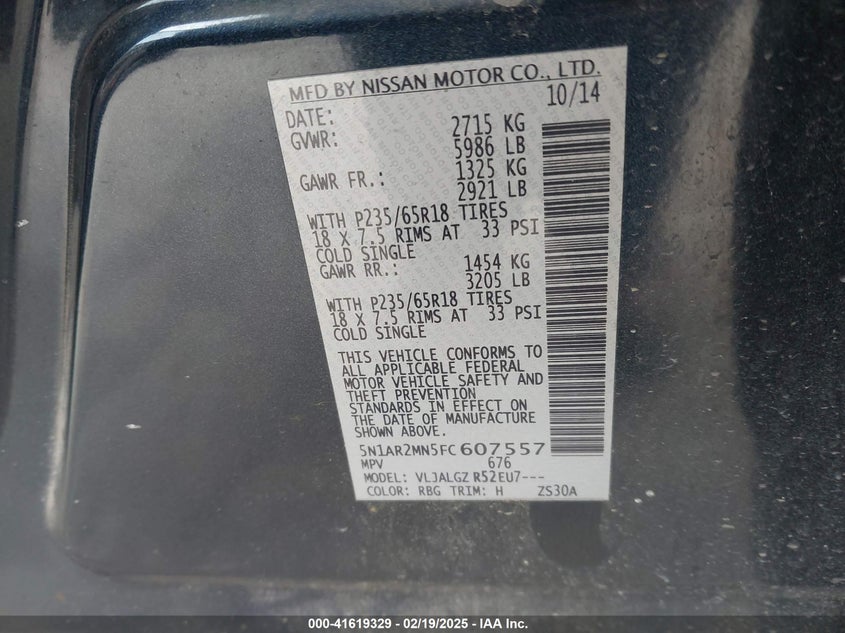 MFD BY NISSAN MOTOR CO., LTD.
DATE: 10/14
GVWR: 2715 KG
5986 LB
GAWR FR.: 1325 KG
2921 LB
WITH P235/65R18 TIRES
18 X 7.5 RIMS AT 33 PSI
COLD SINGLE
GAWR RR.: 1454 KG
3205 LB
WITH P235/65R18 TIRES
18 X 7.5 RIMS AT 33 PSI
COLD SINGLE
THIS VEHICLE CONFORMS TO
ALL APPLICABLE FEDERAL
MOTOR VEHICLE SAFETY AND
THEFT PREVENTION
STANDARDS IN EFFECT ON
THE DATE OF MANUFACTURE
SHOWN ABOVE.
5N1AR2MN5FC607557
MPV 676
MODEL: VLJALGZ R52EU7---
COLOR: RBG TRIM: H ZS30A
000-41619329 - 02/19/2025 - IAA Inc.